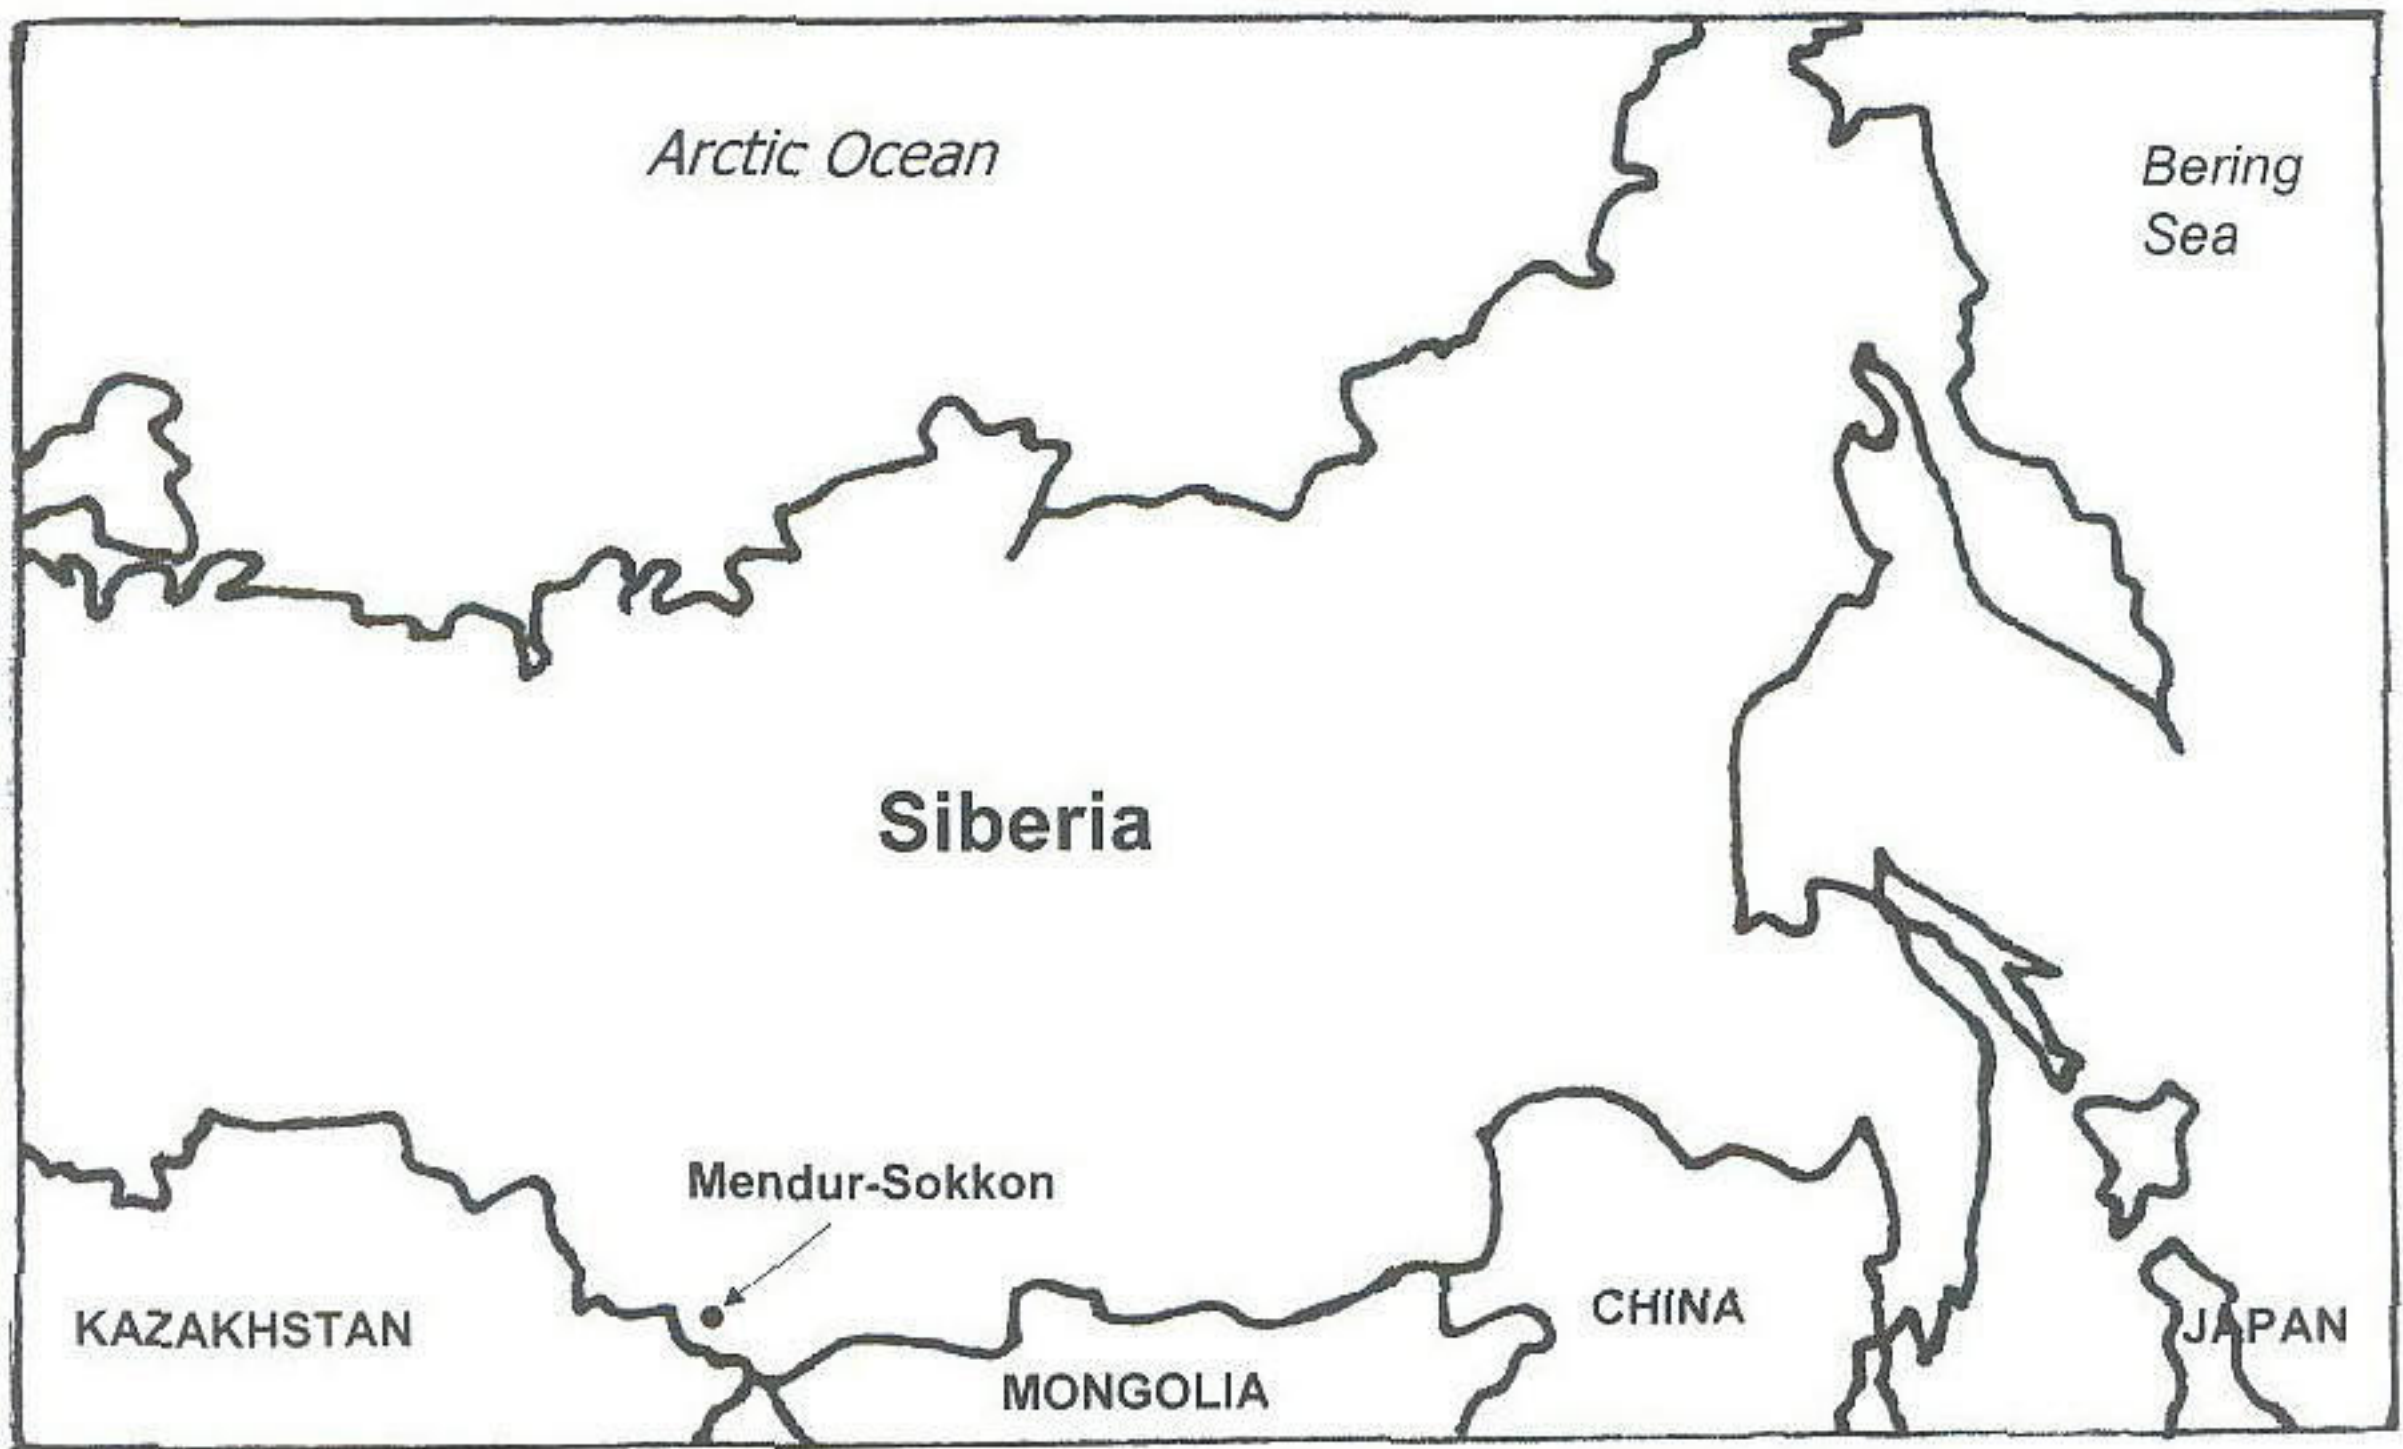 Arctic Ocean
Bering
Sea
Siberia
Mendur-Sokkon
KAZAKHSTAN
CHINA
JAPAN
MONGOLIA